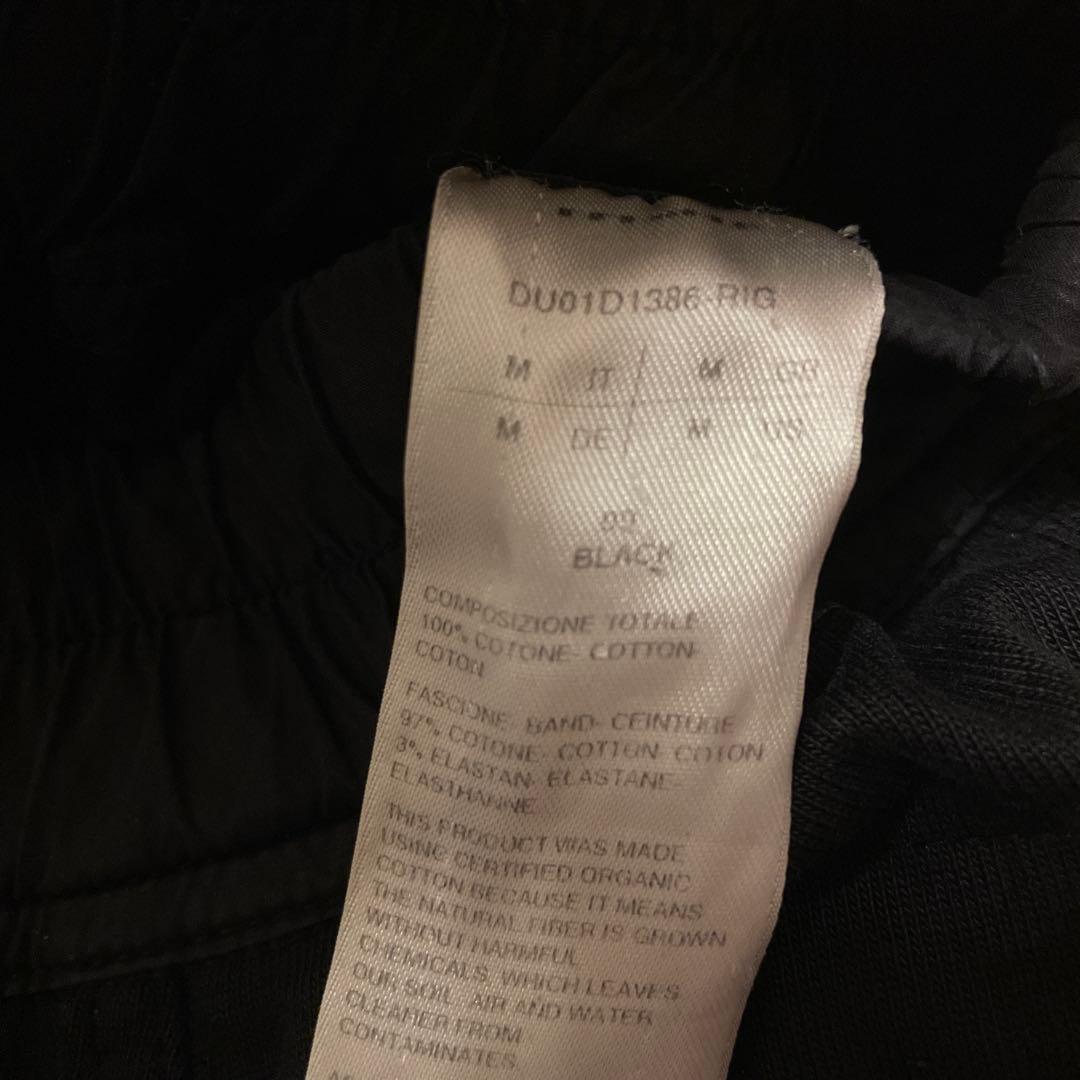 DU01D1386-RIG
M IT M GB
M DE M US
09
BLACK
COMPOSIZIONE TOTALE
100% COTONE- COTTON-
COTON
FASCIONE- BAND- CEINTURE
97% COTONE- COTTON- COTON
3% ELASTAN- ELASTANE-
ELASTHANNE
THIS PRODUCT WAS MADE
USING CERTIFIED ORGANIC
COTTON BECAUSE IT MEANS
THE NATURAL FIBER IS GROWN
WITHOUT HARMFUL
CHEMICALS, WHICH LEAVES
OUR SOIL, AIR AND WATER
CLEARER FROM
CONTAMINATES